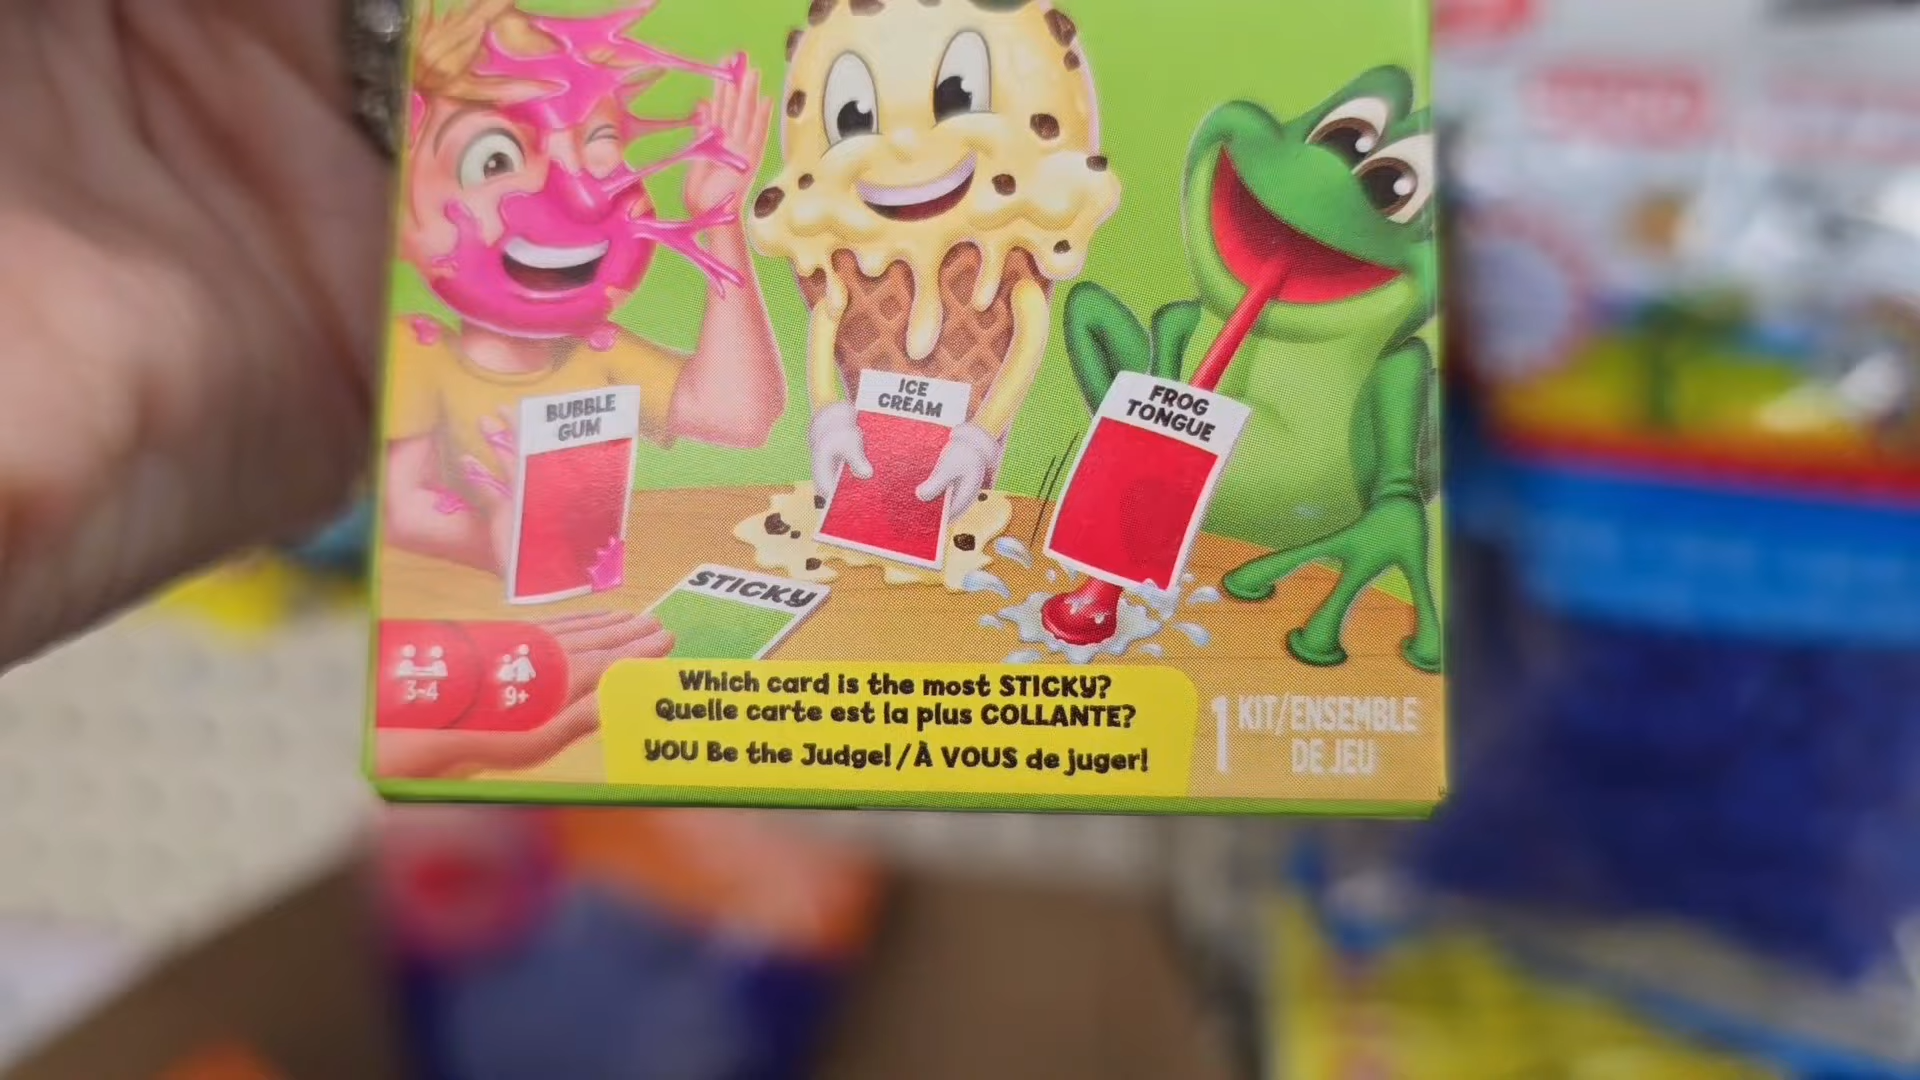 BUBBLE
GUM
ICE
CREAM
FROG
TONGUE
STICKY
3-4
9+
Which card is the most STICKY?
Quelle carte est la plus COLLANTE?
YOU Be the Judge! / À VOUS de juger!
1 KIT/ENSEMBLE
DE JEU